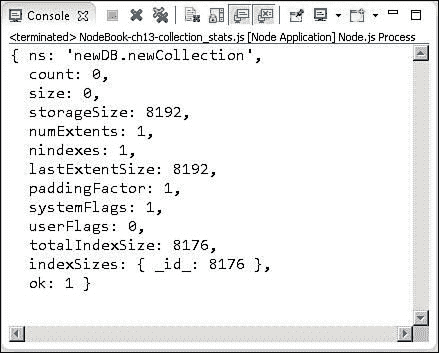 Console
<terminated> NodeBook-ch13-collection_stats.js [Node Application] Node.js Process
{ ns: 'newDB.newCollection',
  count: 0,
  size: 0,
  storageSize: 8192,
  numExtents: 1,
  nindexes: 1,
  lastExtentSize: 8192,
  paddingFactor: 1,
  systemFlags: 1,
  userFlags: 0,
  totalIndexSize: 8176,
  indexSizes: { _id_: 8176 },
  ok: 1 }